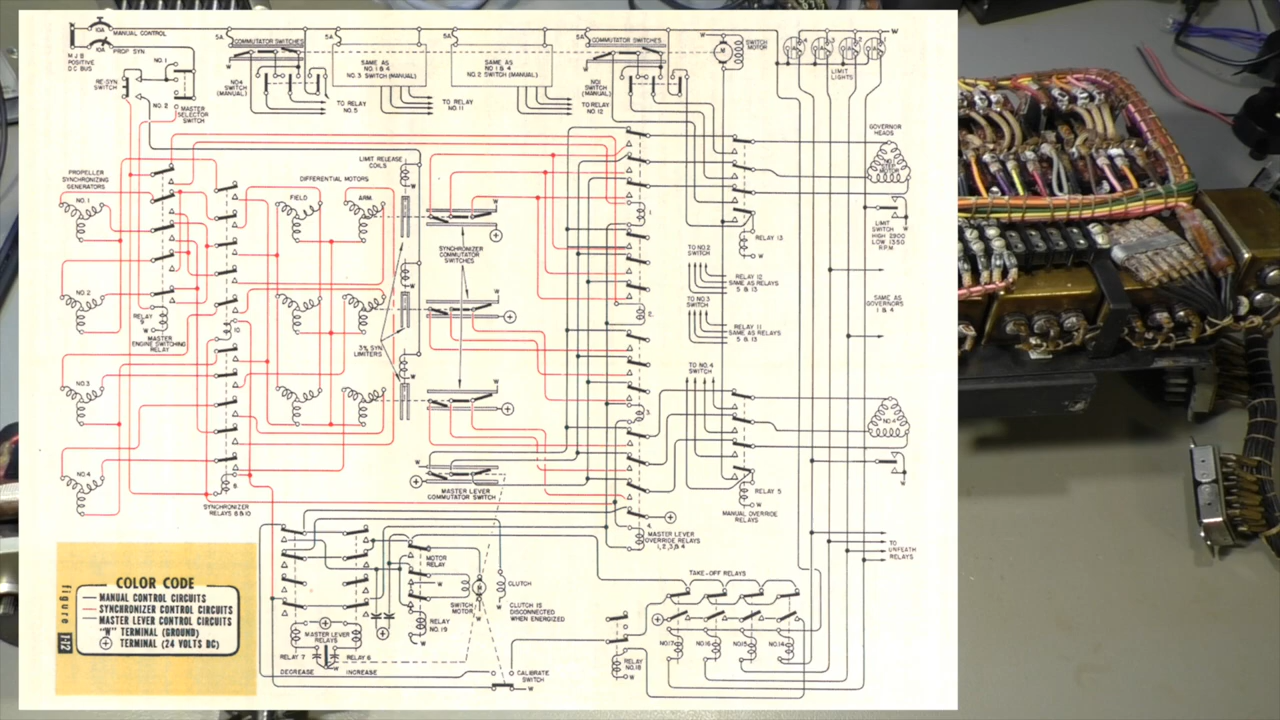 10A
MANUAL CONTROL
10A
PROP SYN
M J B
POSITIVE
D C BUS
RE-SYN
SWITCH
NO.1
NO. 2
MASTER
SELECTOR
SWITCH
5A
COMMUTATOR SWITCHES
NO4
SWITCH
(MANUAL)
TO RELAY
NO. 5
5A
SAME AS
NO. 1 & 4
NO. 3 SWITCH (MANUAL)
TO RELAY
NO. 11
5A
SAME AS
NO. 1 & 4
NO. 2 SWITCH (MANUAL)
TO RELAY
NO. 12
5A
COMMUTATOR SWITCHES
NO1
SWITCH
(MANUAL)
W
M
SWITCH
MOTOR
W
W
LIMIT
LIGHTS
GOVERNOR
HEADS
LIMIT
SWITCH
HIGH 2900
LOW 1350
R.P.M
W
SAME AS
GOVERNORS
1 & 4
NO.4
PROPELLER
SYNCHRONIZING
GENERATORS
NO. 1
NO. 2
NO.3
NO.4
RELAY
9
W
MASTER
ENGINE SWITCHING
RELAY
10
8
SYNCHRONIZER
RELAYS 8 & 10
DIFFERENTIAL MOTORS
FIELD
ARM.
LIMIT RELEASE
COILS
W
W
W
3% SYN
LIMITERS
W
SYNCHRONIZER
COMMUTATOR
SWITCHES
W
W
W
MASTER LEVER
COMMUTATOR SWITCH
1.
2.
3.
4.
MASTER LEVER
OVERRIDE RELAYS
1, 2, 3, & 4
RELAY 13
W
TO NO.2
SWITCH
RELAY 12
SAME AS RELAYS
5 & 13
TO NO.3
SWITCH
RELAY 11
SAME AS RELAYS
5 & 13
TO NO. 4
SWITCH
RELAY 5
W
MANUAL OVERRIDE
RELAYS
TO
UNFEATH
RELAYS
MOTOR
RELAY
W
SWITCH
MOTOR
RELAY
NO. 19
W
CLUTCH
CLUTCH IS
DISCONNECTED
WHEN ENERGIZED
MASTER LEVER
RELAYS
RELAY 7
RELAY 6
W
DECREASE
INCREASE
CALIBRATE
SWITCH
W
TAKE-OFF RELAYS
NO.17
NO.16
NO.15
NO.14
RELAY
NO.18
W
COLOR CODE
MANUAL CONTROL CIRCUITS
SYNCHRONIZER CONTROL CIRCUITS
MASTER LEVER CONTROL CIRCUITS
"W" TERMINAL (GROUND)
+ TERMINAL (24 VOLTS DC)
figure 1-12